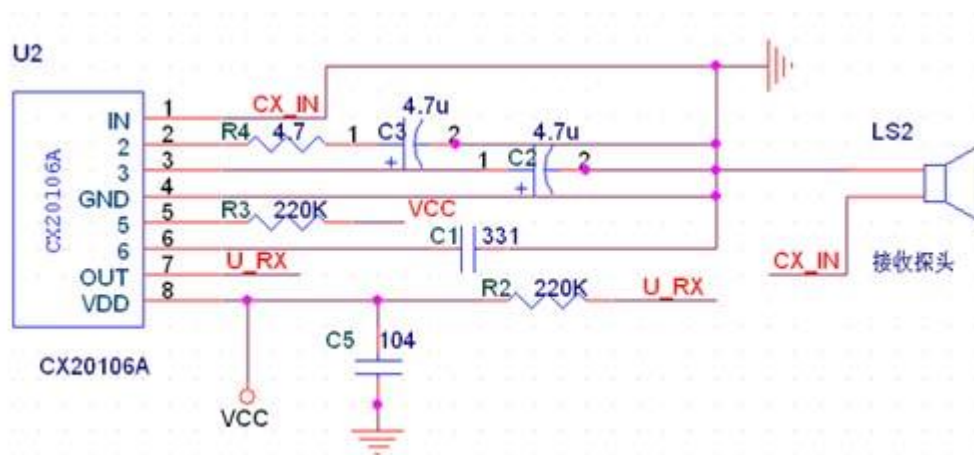 U2
CX20106A
IN
2
3
GND
5
6
OUT
VDD
1
2
3
4
5
6
7
8
CX20106A
CX_IN
R4 4.7
1 C3 2
4.7u
+
1 C2 2
4.7u
+
R3 220K
VCC
C1 331
U_RX
R2 220K
U_RX
C5 104
VCC
LS2
CX_IN
接收探头